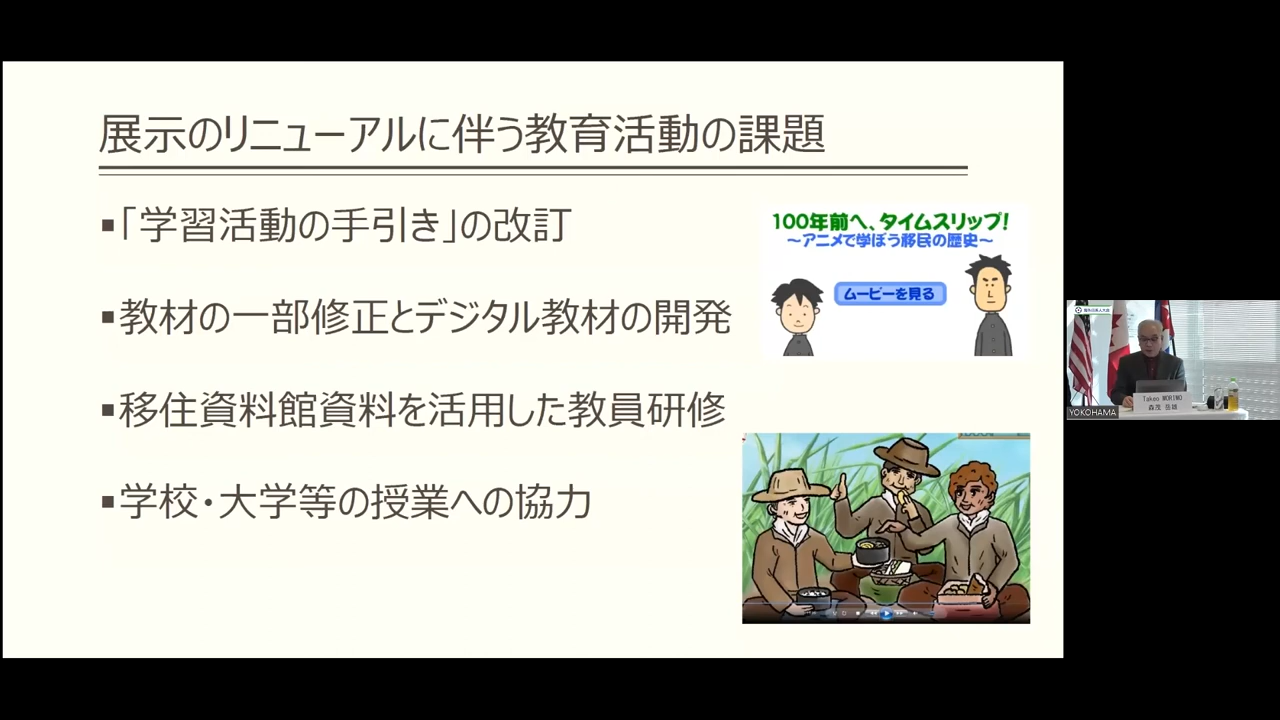 展示のリニューアルに伴う教育活動の課題
▪「学習活動の手引き」の改訂
▪教材の一部修正とデジタル教材の開発
▪移住資料館資料を活用した教員研修
▪学校・大学等の授業への協力
100年前へ、タイムスリップ!
～アニメで学ぼう移民の歴史～
ムービーを見る
Takeo MORIMO
森茂 岳雄
YOKOHAMA